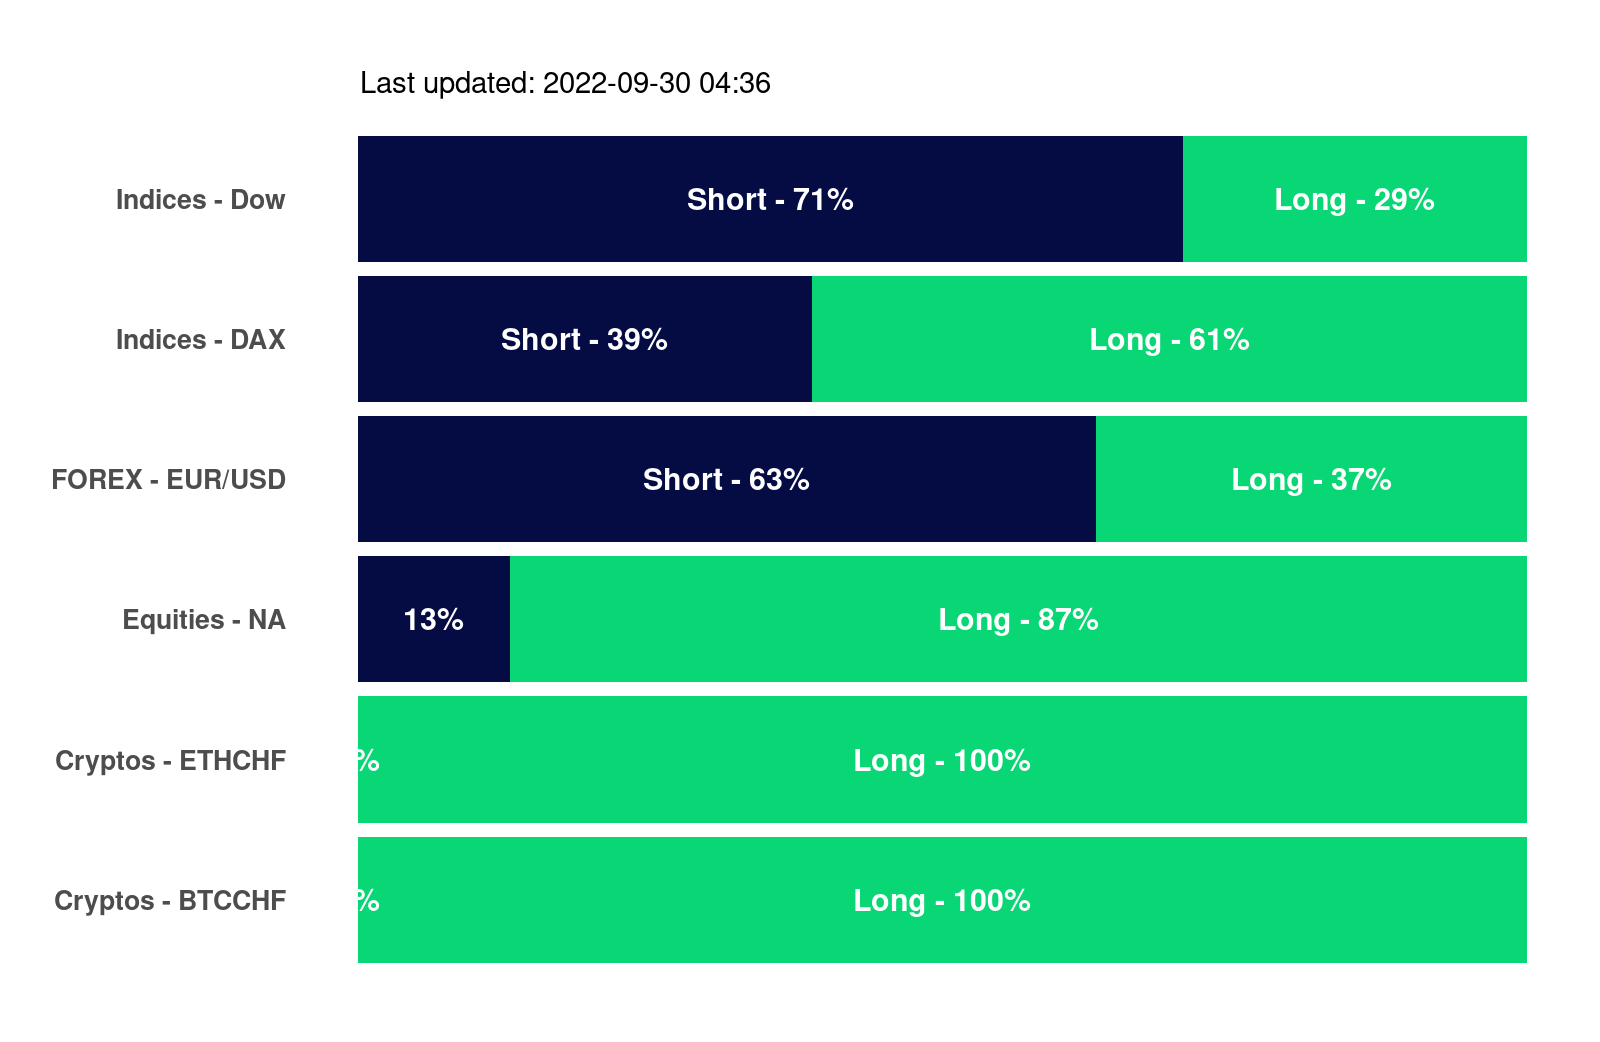 Last updated: 2022-09-30 04:36
Indices - Dow Short - 71% Long - 29%
Indices - DAX Short - 39% Long - 61%
FOREX - EUR/USD Short - 63% Long - 37%
Equities - NA 13% Long - 87%
Cryptos - ETHCHF % Long - 100%
Cryptos - BTCCHF % Long - 100%